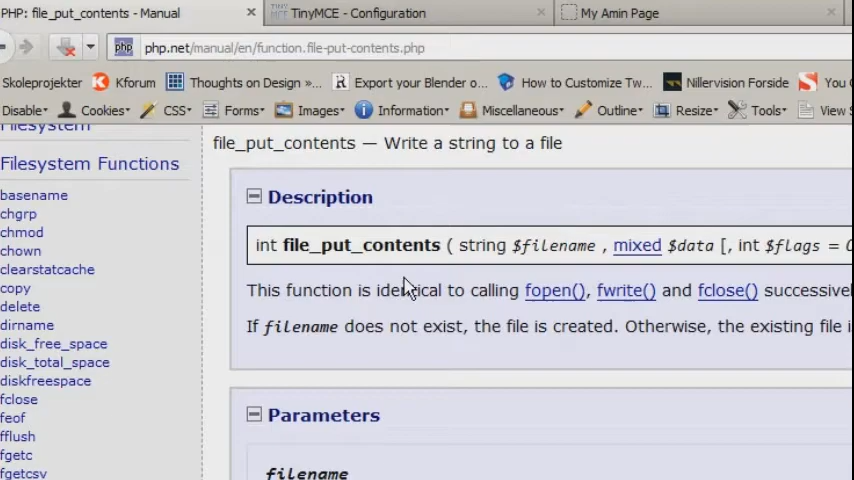 PHP: file_put_contents - Manual
TinyMCE - Configuration
My Amin Page
php
php.net/manual/en/function.file-put-contents.php
Skoleprojekter Kforum Thoughts on Design »... Export your Blender o... How to Customize Tw... Nillervision Forside You
Disable Cookies CSS Forms Images Information Miscellaneous Outline Resize Tools View S
Filesystem
Filesystem Functions
basename
chgrp
chmod
chown
clearstatcache
copy
delete
dirname
disk_free_space
disk_total_space
diskfreespace
fclose
feof
fflush
fgetc
fgetcsv
file_put_contents — Write a string to a file
Description
int file_put_contents ( string $filename , mixed $data [, int $flags =
This function is identical to calling fopen(), fwrite() and fclose() successivel
If filename does not exist, the file is created. Otherwise, the existing file i
Parameters
filename